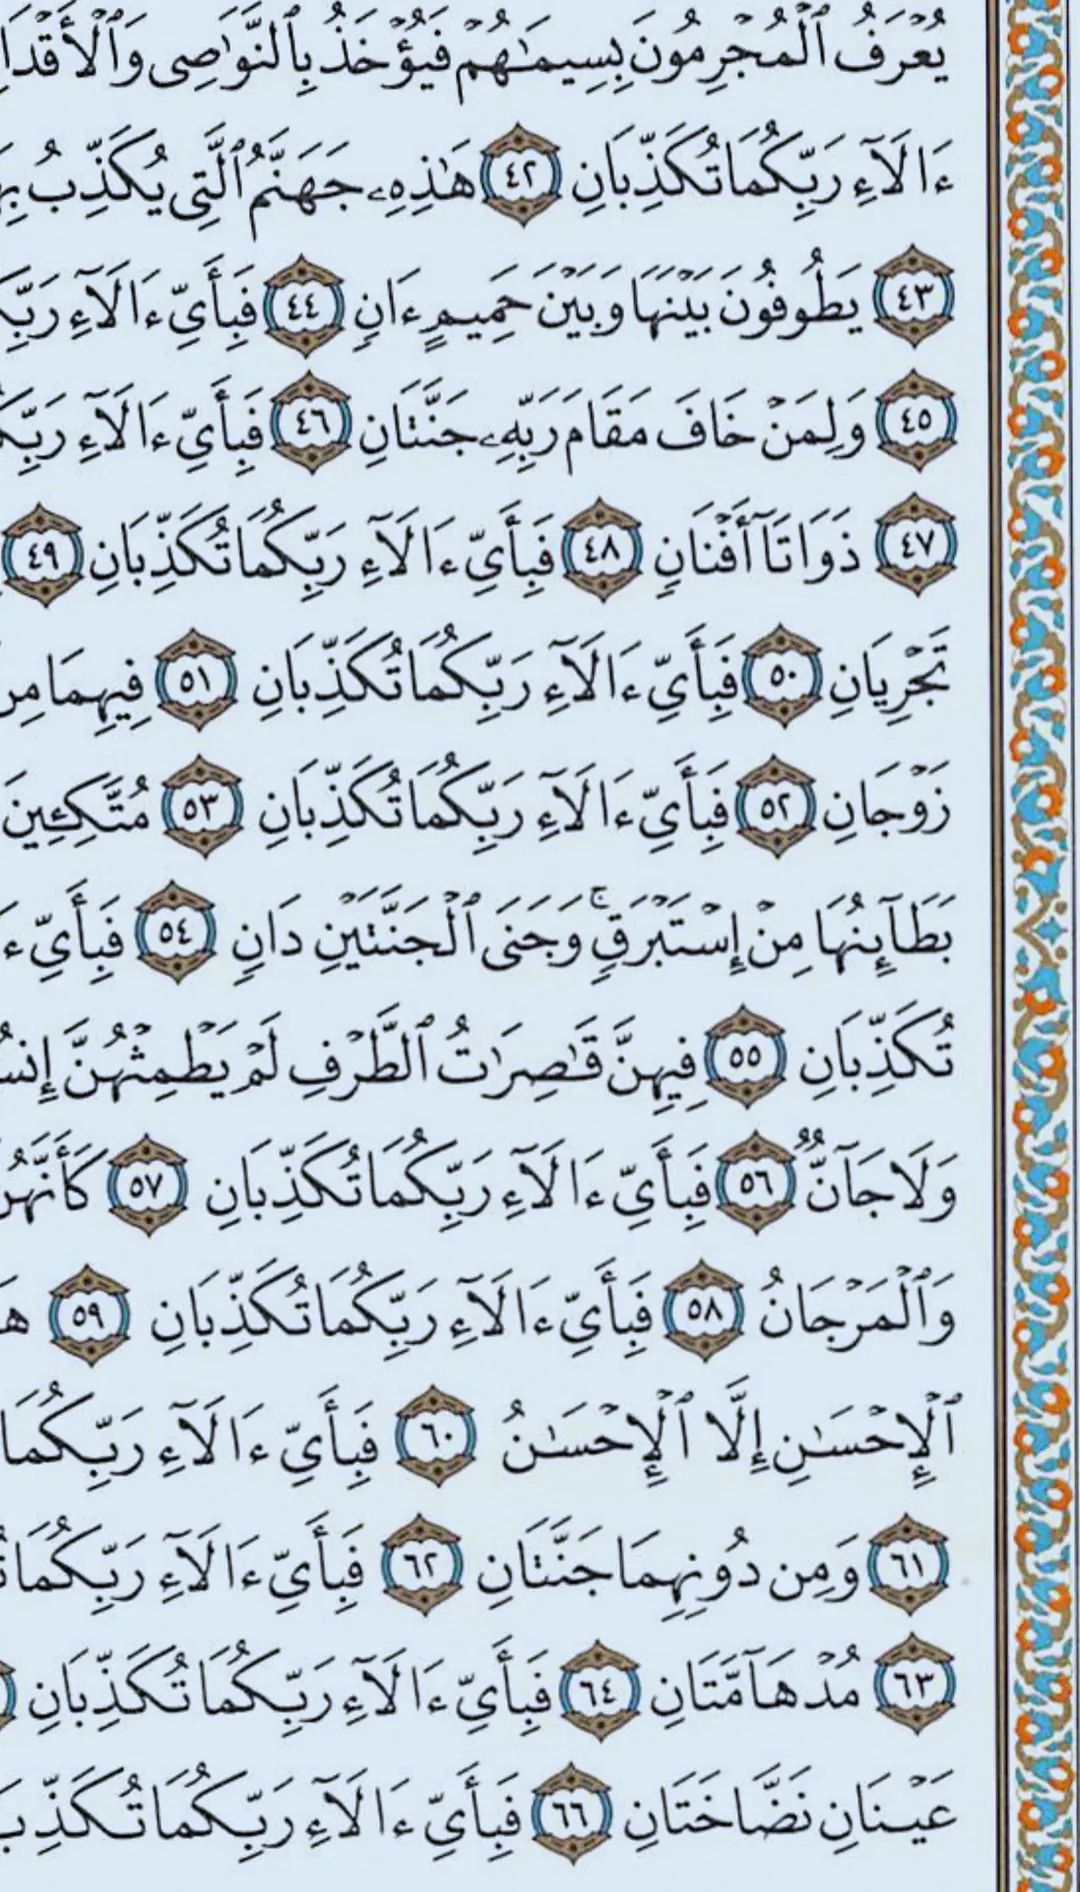 يُعْرَفُ ٱلْمُجْرِمُونَ بِسِيمَٰهُمْ فَيُؤْخَذُ بِٱلنَّوَٰصِى
ءَالَآءِ رَبِّكُمَا تُكَذِّبَانِ ٤٢ هَٰذِهِۦ جَهَنَّمُ ٱلَّتِى يُكَذِّبُ
٤٣ يَطُوفُونَ بَيْنَهَا وَبَيْنَ حَمِيمٍ ءَانٍ ٤٤ فَبِأَىِّ ءَالَآءِ
٤٥ وَلِمَنْ خَافَ مَقَامَ رَبِّهِۦ جَنَّتَانِ ٤٦ فَبِأَىِّ ءَالَآءِ
٤٧ ذَوَاتَآ أَفْنَانٍ ٤٨ فَبِأَىِّ ءَالَآءِ رَبِّكُمَا تُكَذِّبَانِ ٤٩
تَجْرِيَانِ ٥٠ فَبِأَىِّ ءَالَآءِ رَبِّكُمَا تُكَذِّبَانِ ٥١ فِيهِمَا مِن
زَوْجَانِ ٥٢ فَبِأَىِّ ءَالَآءِ رَبِّكُمَا تُكَذِّبَانِ ٥٣ مُتَّكِـِٔينَ
بَطَآئِنُهَا مِنْ إِسْتَبْرَقٍ ۚ وَجَنَى ٱلْجَنَّتَيْنِ دَانٍ ٥٤ فَبِأَىِّ
تُكَذِّبَانِ ٥٥ فِيهِنَّ قَٰصِرَٰتُ ٱلطَّرْفِ لَمْ يَطْمِثْهُنَّ
وَلَا جَآنٌّ ٥٦ فَبِأَىِّ ءَالَآءِ رَبِّكُمَا تُكَذِّبَانِ ٥٧
وَٱلْمَرْجَانُ ٥٨ فَبِأَىِّ ءَالَآءِ رَبِّكُمَا تُكَذِّبَانِ ٥٩
ٱلْإِحْسَٰنِ إِلَّا ٱلْإِحْسَٰنُ ٦٠ فَبِأَىِّ ءَالَآءِ رَبِّكُمَا
٦١ وَمِن دُونِهِمَا جَنَّتَانِ ٦٢ فَبِأَىِّ ءَالَآءِ رَبِّكُمَا
٦٣ مُدْهَآمَّتَانِ ٦٤ فَبِأَىِّ ءَالَآءِ رَبِّكُمَا تُكَذِّبَانِ
عَيْنَانِ نَضَّاخَتَانِ ٦٦ فَبِأَىِّ ءَالَآءِ رَبِّكُمَا